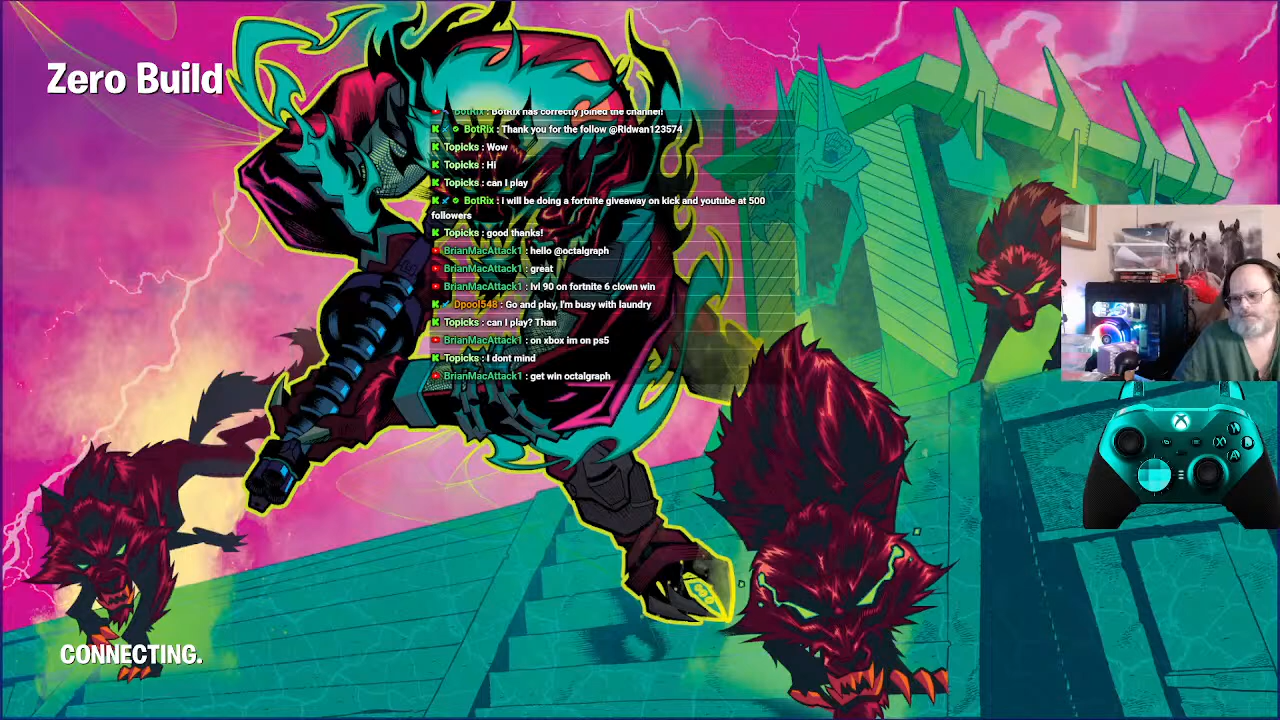 Zero Build
BotRix : BotRix has correctly joined the channel!
BotRix : Thank you for the follow @Ridwan123574
Topicks : Wow
Topicks : Hi
Topicks : can I play
BotRix : i will be doing a fortnite giveaway on kick and youtube at 500
followers
Topicks : good thanks!
BrianMacAttack1 : hello @octalgraph
BrianMacAttack1 : great
BrianMacAttack1 : lvl 90 on fortnite 6 clown win
Dpool548 : Go and play, I'm busy with laundry
Topicks : can I play? Than
BrianMacAttack1 : on xbox im on ps5
Topicks : I dont mind
BrianMacAttack1 : get win octalgraph
CONNECTING.